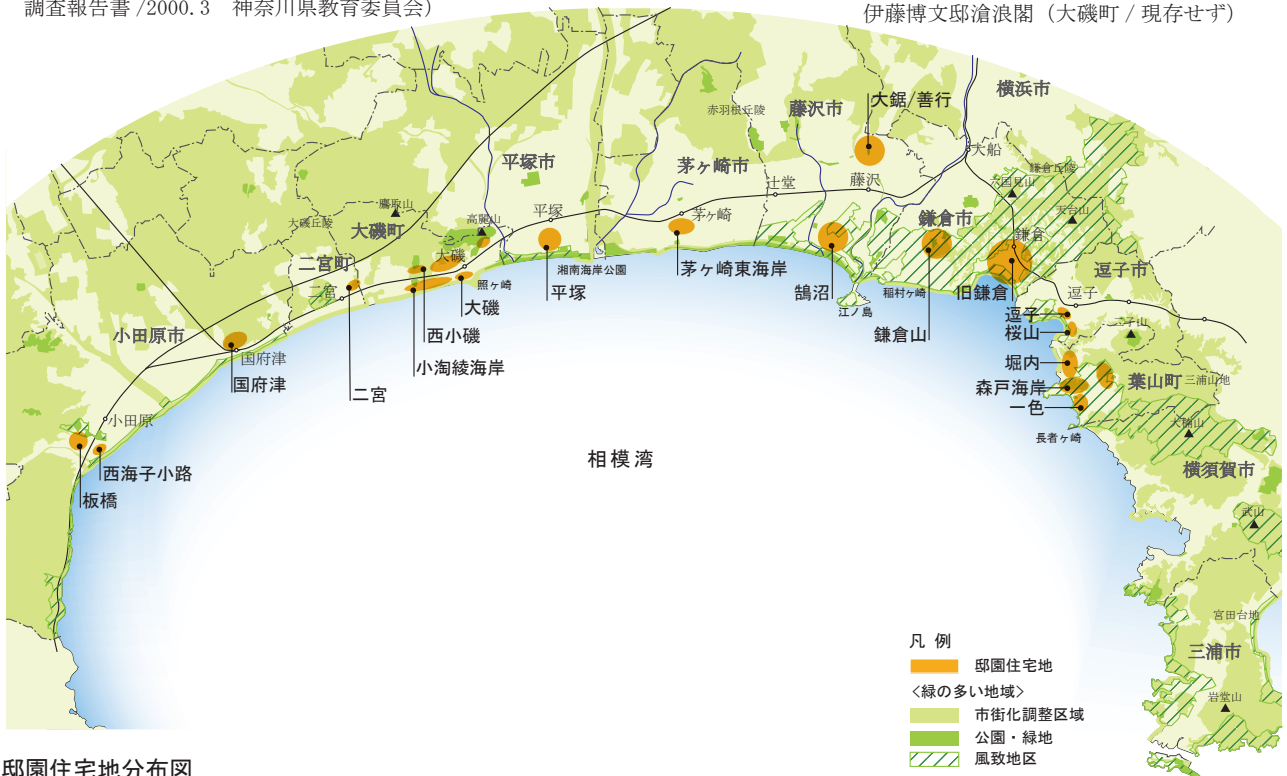 調査報告書 /2000.3　神奈川県教育委員会）
伊藤博文邸滄浪閣（大磯町 / 現存せず）
横浜市
大鋸/善行
藤沢市
赤羽根丘陵
大船
鎌倉丘陵
六国見山
天台山
平塚市
茅ヶ崎市
辻堂
藤沢
鷹取山
大磯丘陵
大磯町
高麗山
平塚
茅ヶ崎
鎌倉市
鎌倉
二宮町
大磯
湘南海岸公園
茅ヶ崎東海岸
逗子市
二宮
照ヶ崎
平塚
鵠沼
江ノ島
稲村ヶ崎
旧鎌倉
逗子
大磯
逗子
小田原市
西小磯
鎌倉山
桜山
二子山
国府津
小淘綾海岸
堀内
国府津
二宮
森戸海岸
葉山町
三浦山地
一色
小田原
大楠山
長者ヶ崎
相模湾
西海子小路
横須賀市
板橋
武山
宮田台地
三浦市
岩堂山
凡 例
邸園住宅地
<緑の多い地域>
市街化調整区域
公園・緑地
風致地区
邸園住宅地分布図